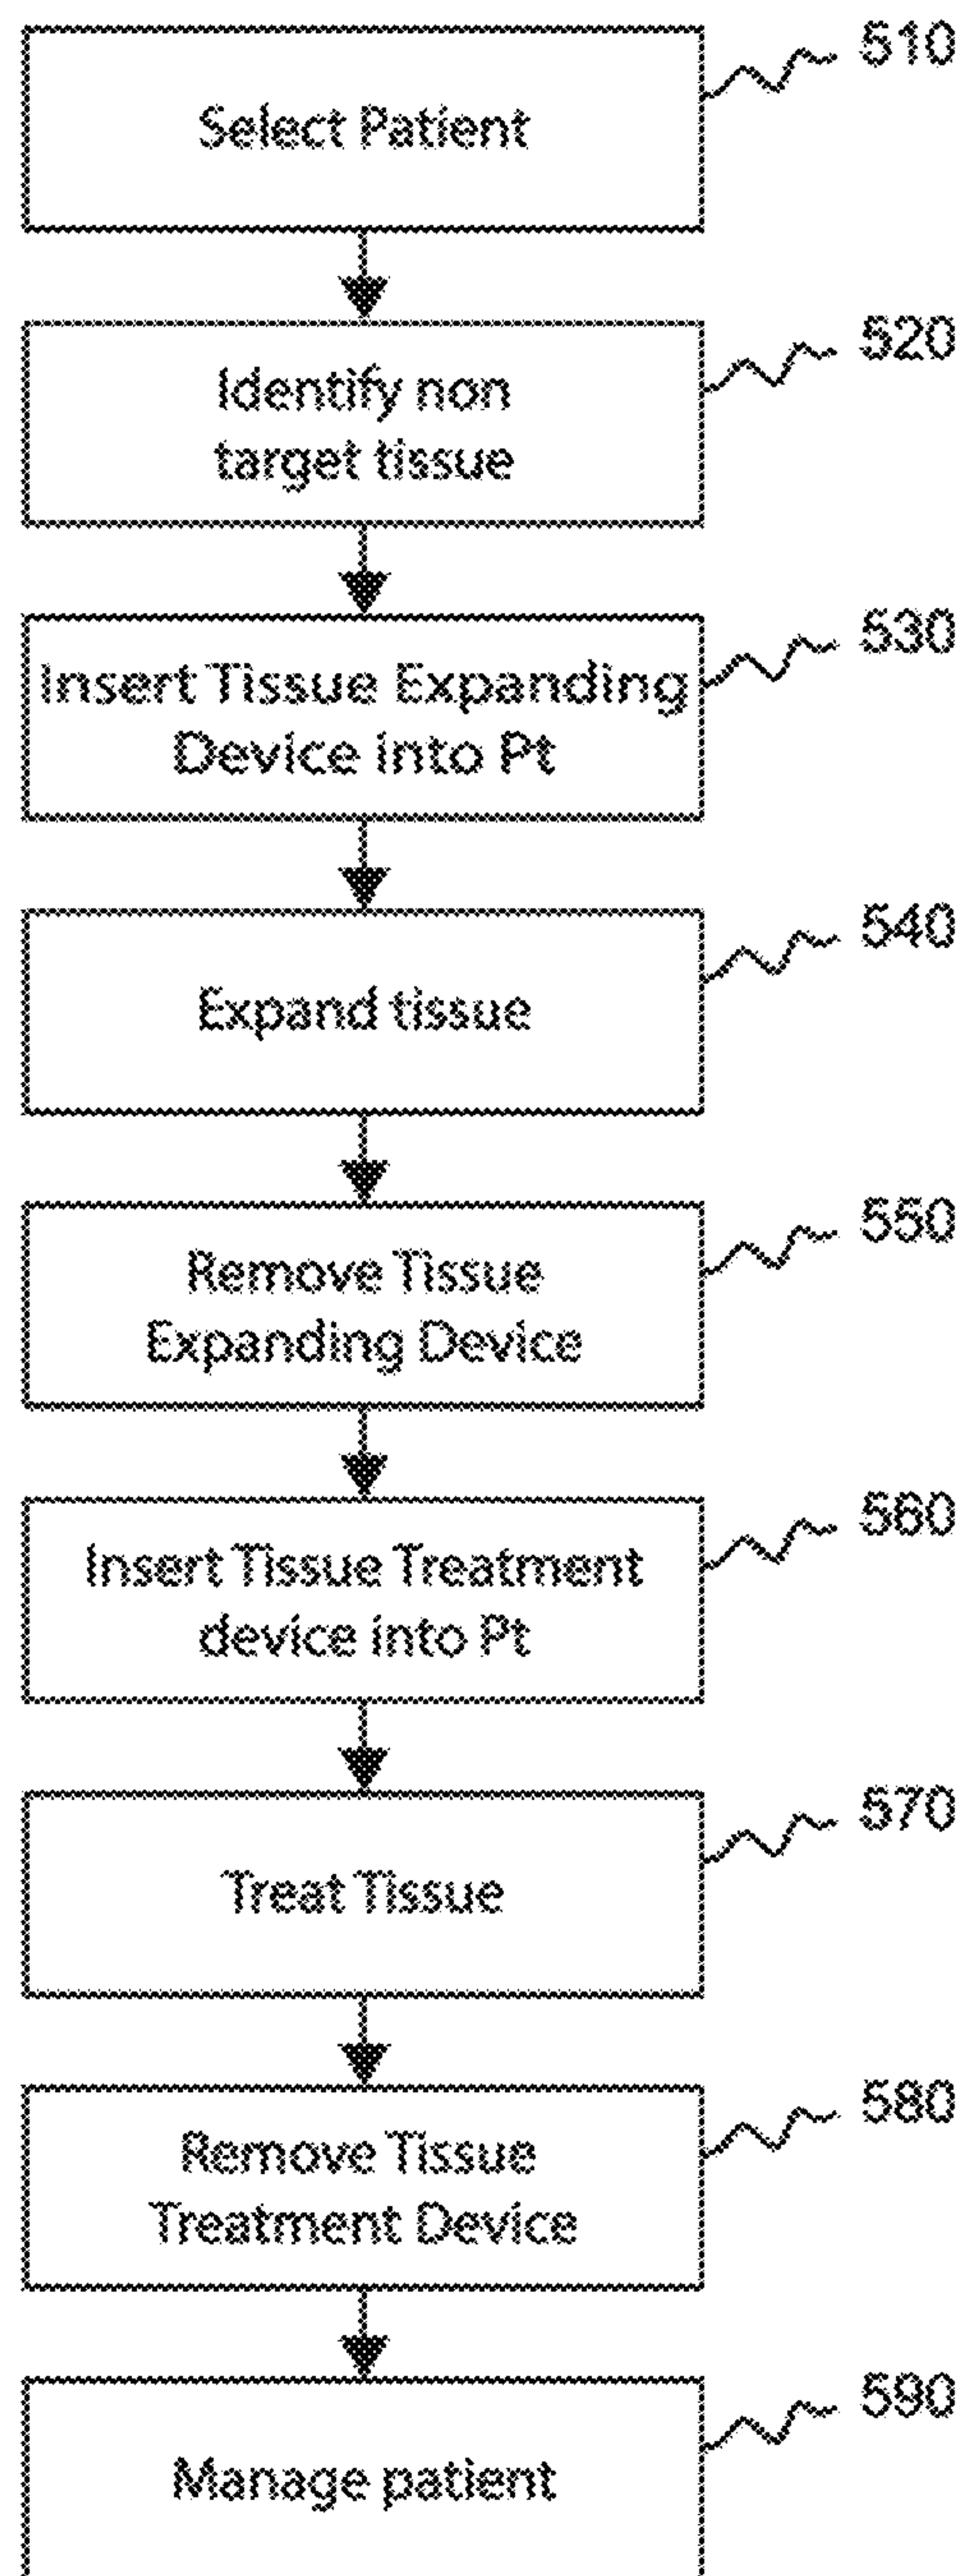 Select Patient
510
Identify non
target tissue
520
Insert Tissue Expanding
Device into Pt
530
Expand tissue
540
Remove Tissue
Expanding Device
550
Insert Tissue Treatment
device into Pt
560
Treat Tissue
570
Remove Tissue
Treatment Device
580
Manage patient
590